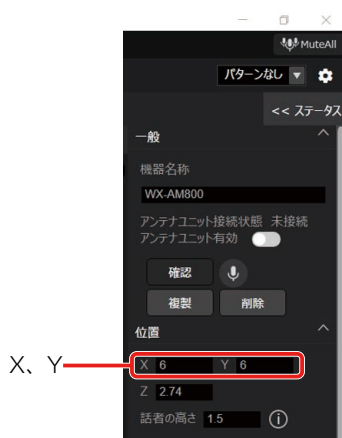 MuteAll
パターンなし
<< ステータス
一般
機器名称
WX-AM800
アンテナユニット接続状態 未接続
アンテナユニット有効
確認
複製 削除
位置
X、Y
X 6 Y 6
Z 2.74
話者の高さ 1.5